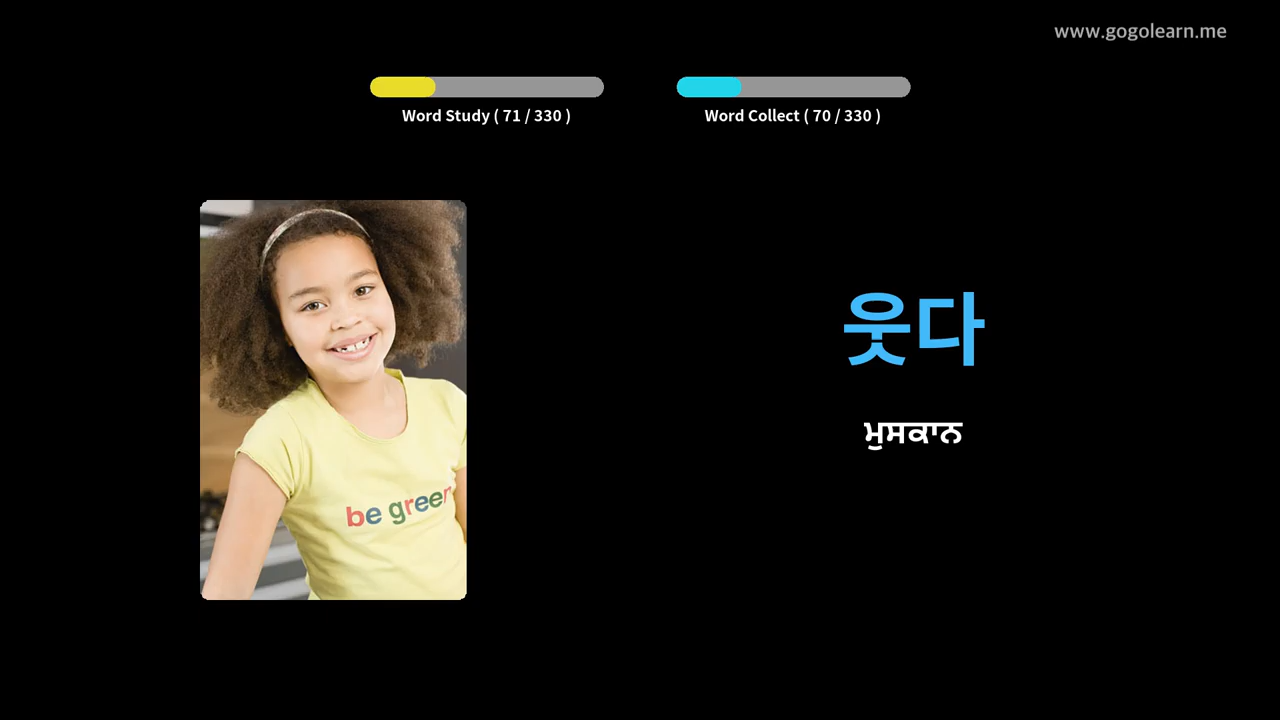 www.gogolearn.me
Word Study ( 71 / 330 )
Word Collect ( 70 / 330 )
웃다
ਮੁਸਕਾਨ
be green